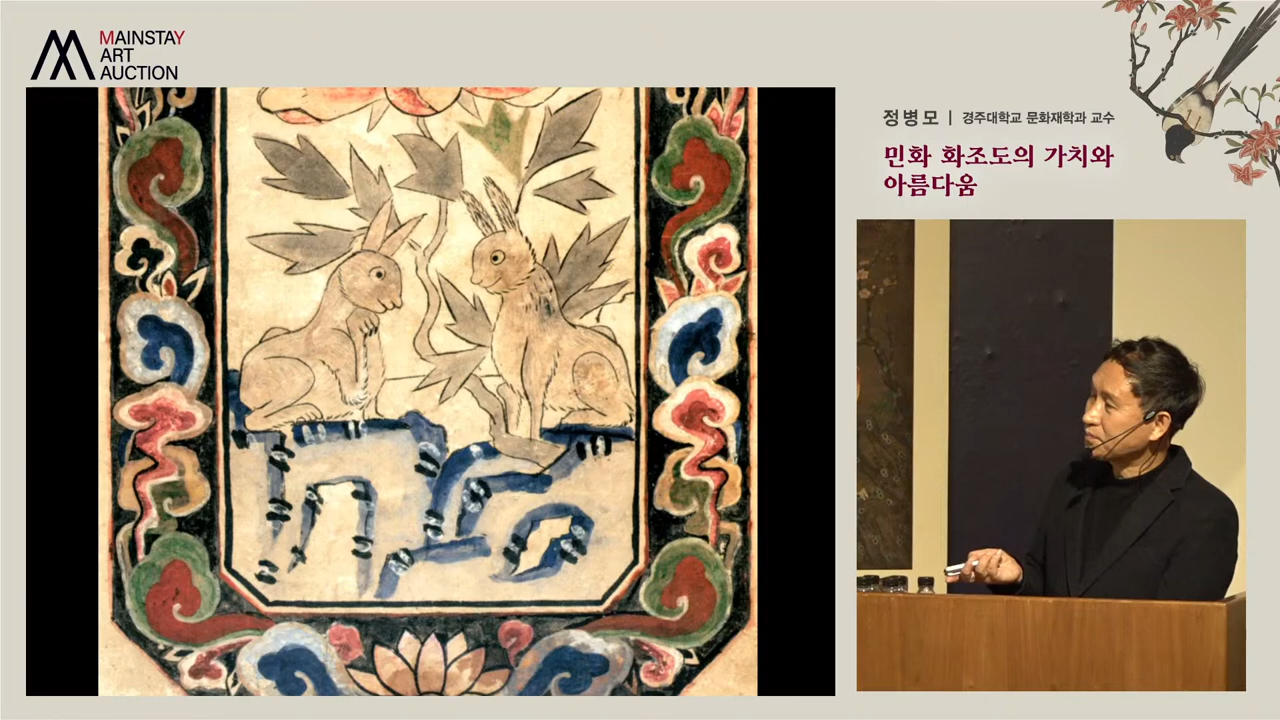 MAINSTAY
ART
AUCTION
정병모 | 경주대학교 문화재학과 교수
민화 화조도의 가치와
아름다움